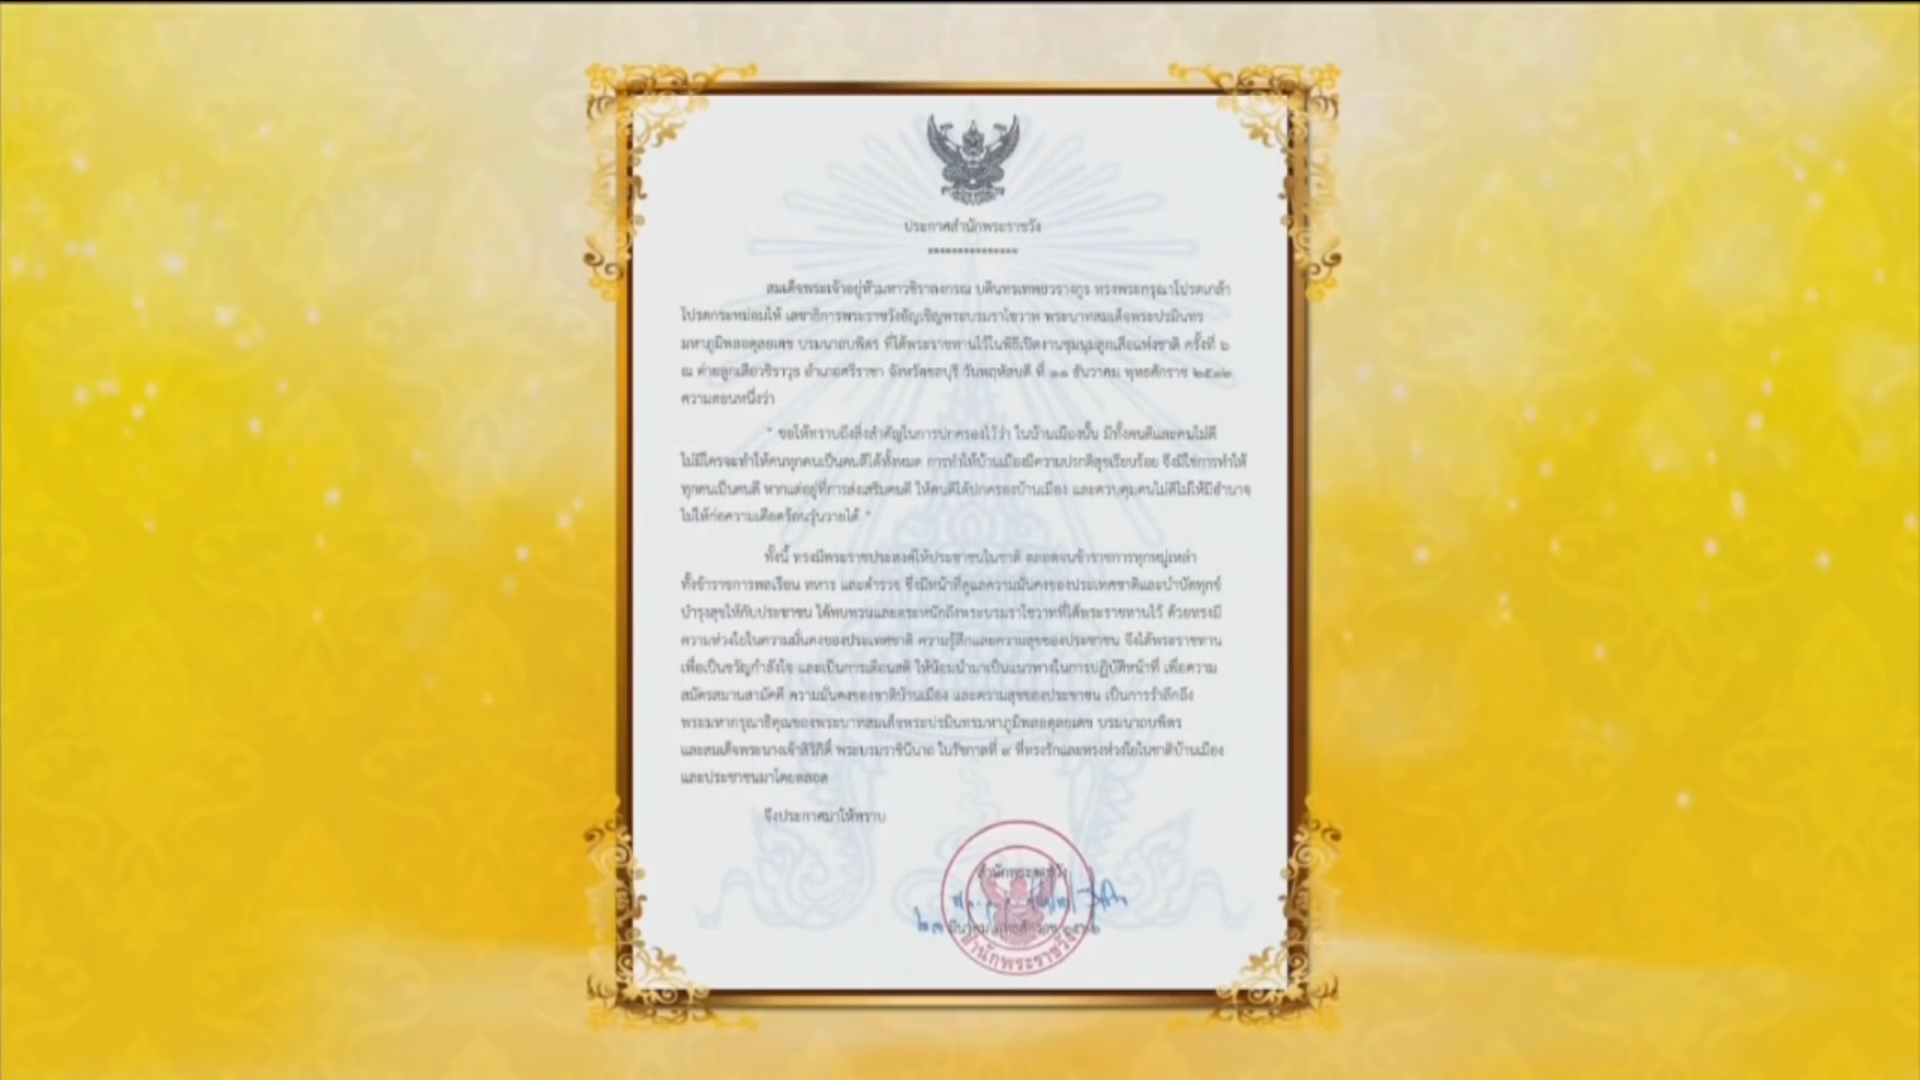 ประกาศสำนักพระราชวัง
***************
สมเด็จพระเจ้าอยู่หัวมหาวชิราลงกรณ บดินทรเทพยวรางกูร ทรงพระกรุณาโปรดเกล้า
โปรดกระหม่อมให้ เลขาธิการพระราชวังอัญเชิญพระบรมราโชวาท พระบาทสมเด็จพระปรมินทร
มหาภูมิพลอดุลยเดช บรมนาถบพิตร ที่ได้พระราชทานไว้ในพิธีเปิดงานชุมนุมลูกเสือแห่งชาติ ครั้งที่ ๖
ณ ค่ายลูกเสือวชิราวุธ อำเภอศรีราชา จังหวัดชลบุรี วันพฤหัสบดี ที่ ๑๑ ธันวาคม พุทธศักราช ๒๕๑๒
ความตอนหนึ่งว่า
" ขอให้ทราบถึงสิ่งสำคัญในการปกครองไว้ว่า ในบ้านเมืองนั้น มีทั้งคนดีและคนไม่ดี
ไม่มีใครจะทำให้คนทุกคนเป็นคนดีได้ทั้งหมด การทำให้บ้านเมืองมีความปรกติสุขเรียบร้อย จึงมิใช่การทำให้
ทุกคนเป็นคนดี หากแต่อยู่ที่การส่งเสริมคนดี ให้คนดีได้ปกครองบ้านเมือง และควบคุมคนไม่ดีไม่ให้มีอำนาจ
ไม่ให้ก่อความเดือดร้อนวุ่นวายได้ "
ทั้งนี้ ทรงมีพระราชประสงค์ให้ประชาชนในชาติ ตลอดจนข้าราชการทุกหมู่เหล่า
ทั้งข้าราชการพลเรือน ทหาร และตำรวจ ซึ่งมีหน้าที่ดูแลความมั่นคงของประเทศชาติและบำบัดทุกข์
บำรุงสุขให้กับประชาชน ได้ทบทวนและตระหนักถึงพระบรมราโชวาทที่ได้พระราชทานไว้ ด้วยทรงมี
ความห่วงใยในความมั่นคงของประเทศชาติ ความรู้สึกและความสุขของประชาชน จึงได้พระราชทาน
เพื่อเป็นขวัญกำลังใจ และเป็นการเตือนสติ ให้น้อมนำมาเป็นแนวทางในการปฏิบัติหน้าที่ เพื่อความ
สมัครสมานสามัคคี ความมั่นคงของชาติบ้านเมือง และความสุขของประชาชน เป็นการรำลึกถึง
พระมหากรุณาธิคุณของพระบาทสมเด็จพระปรมินทรมหาภูมิพลอดุลยเดช บรมนาถบพิตร
และสมเด็จพระนางเจ้าสิริกิติ์ พระบรมราชินีนาถ ในรัชกาลที่ ๙ ที่ทรงรักและทรงห่วงใยในชาติบ้านเมือง
และประชาชนมาโดยตลอด
จึงประกาศมาให้ทราบ
สำนักพระราชวัง
มีนาคม พุทธศักราช ๒๕๖๒
สำนักพระราชวัง